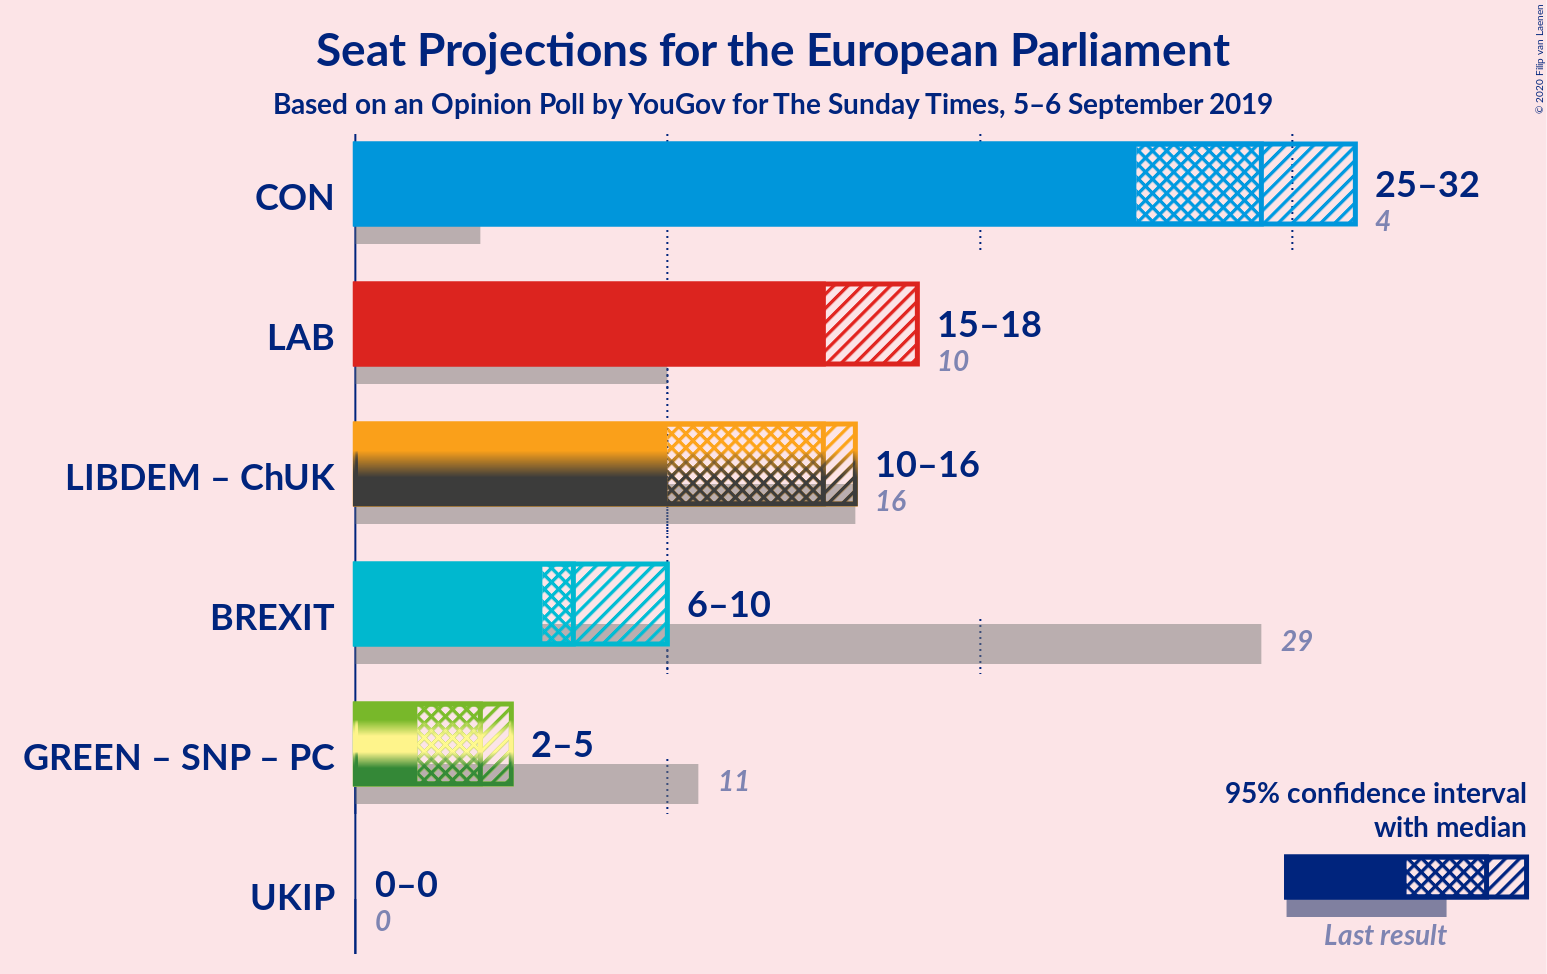 Seat Projections for the European Parliament
Based on an Opinion Poll by YouGov for The Sunday Times, 5–6 September 2019
© 2020 Filip van Laenen
CON
25–32
4
LAB
15–18
10
LIBDEM – ChUK
10–16
16
BREXIT
6–10
29
GREEN – SNP – PC
2–5
11
UKIP
0–0
0
95% confidence interval
with median
Last result